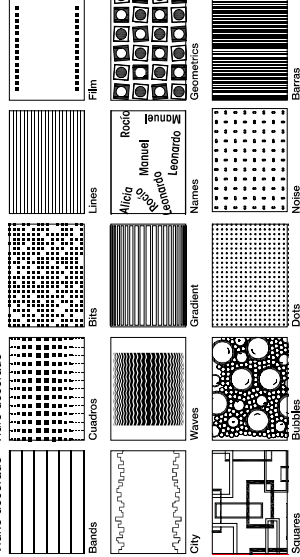 Bands
Cuadros
Bits
Lines
Film
Alicia
Rocío
Leonardo
Manuel
Leonardo
Rocío
Manuel
City
Waves
Gradient
Names
Geometrics
Squares
Bubbles
Dots
Noise
Barras